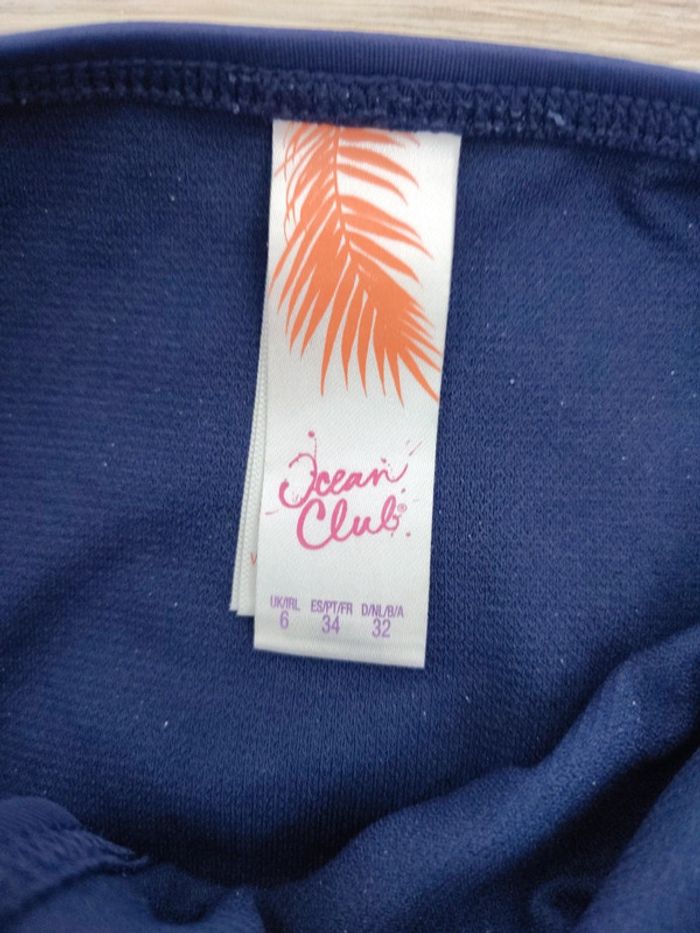 Ocean
Club®
UK/IRL ES/PT/FR D/NL/B/A
6 34 32